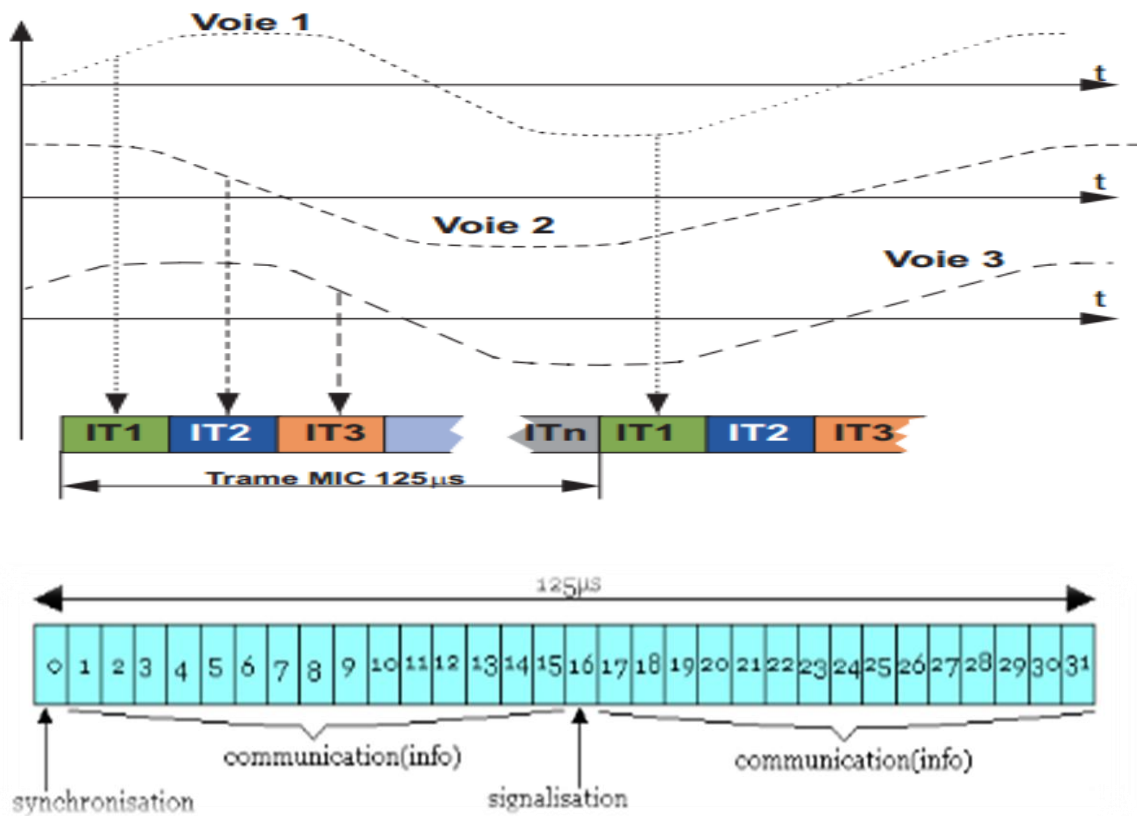 Voie 1
t
t
Voie 2
Voie 3
t
IT1 IT2 IT3 ITn IT1 IT2 IT3
Trame MIC 125µs
125µs
0 1 2 3 4 5 6 7 8 9 10 11 12 13 14 15 16 17 18 19 20 21 22 23 24 25 26 27 28 29 30 31
communication(info) communication(info)
synchronisation signalisation